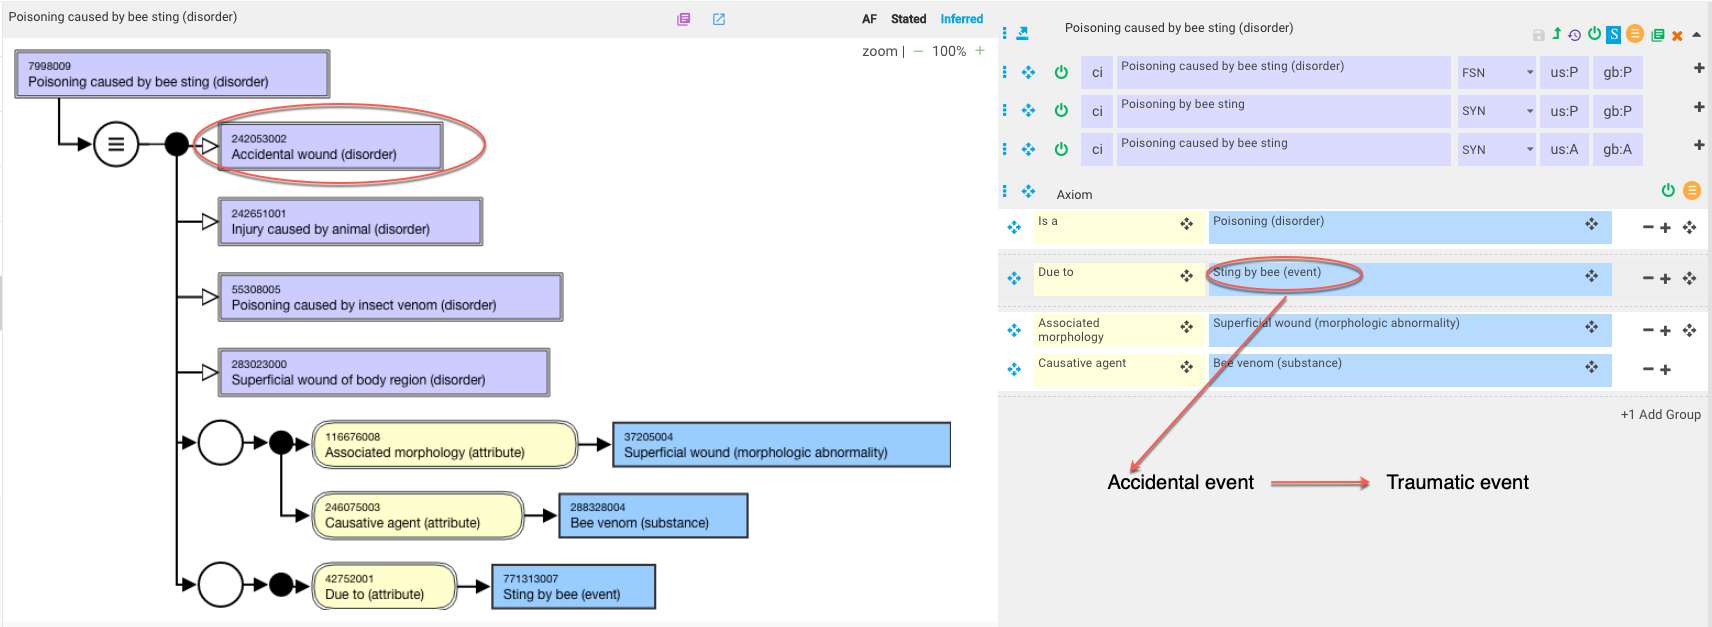 Poisoning caused by bee sting (disorder)
AF Stated Inferred
zoom | − 100% +
7998009
Poisoning caused by bee sting (disorder)
242053002
Accidental wound (disorder)
242651001
Injury caused by animal (disorder)
55308005
Poisoning caused by insect venom (disorder)
283023000
Superficial wound of body region (disorder)
116676008
Associated morphology (attribute)
37205004
Superficial wound (morphologic abnormality)
246075003
Causative agent (attribute)
288328004
Bee venom (substance)
42752001
Due to (attribute)
771313007
Sting by bee (event)
Poisoning caused by bee sting (disorder)
S
ci Poisoning caused by bee sting (disorder) FSN us:P gb:P
ci Poisoning by bee sting SYN us:P gb:P
ci Poisoning caused by bee sting SYN us:A gb:A
Axiom
Is a Poisoning (disorder)
Due to Sting by bee (event)
Associated Superficial wound (morphologic abnormality)
morphology
Causative agent Bee venom (substance)
+1 Add Group
Accidental event Traumatic event